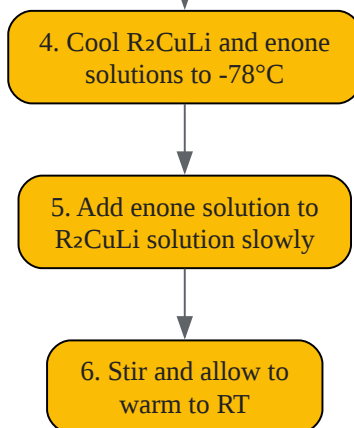 4. Cool R₂CuLi and enone
solutions to -78°C
5. Add enone solution to
R₂CuLi solution slowly
6. Stir and allow to
warm to RT